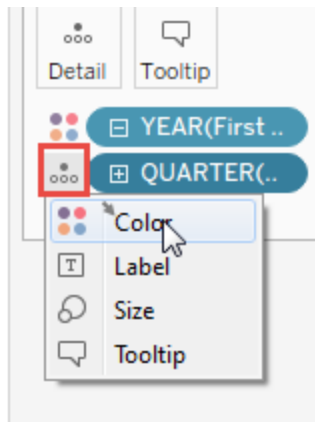 Detail Tooltip
YEAR(First ..
QUARTER(..
Color
T Label
Size
Tooltip